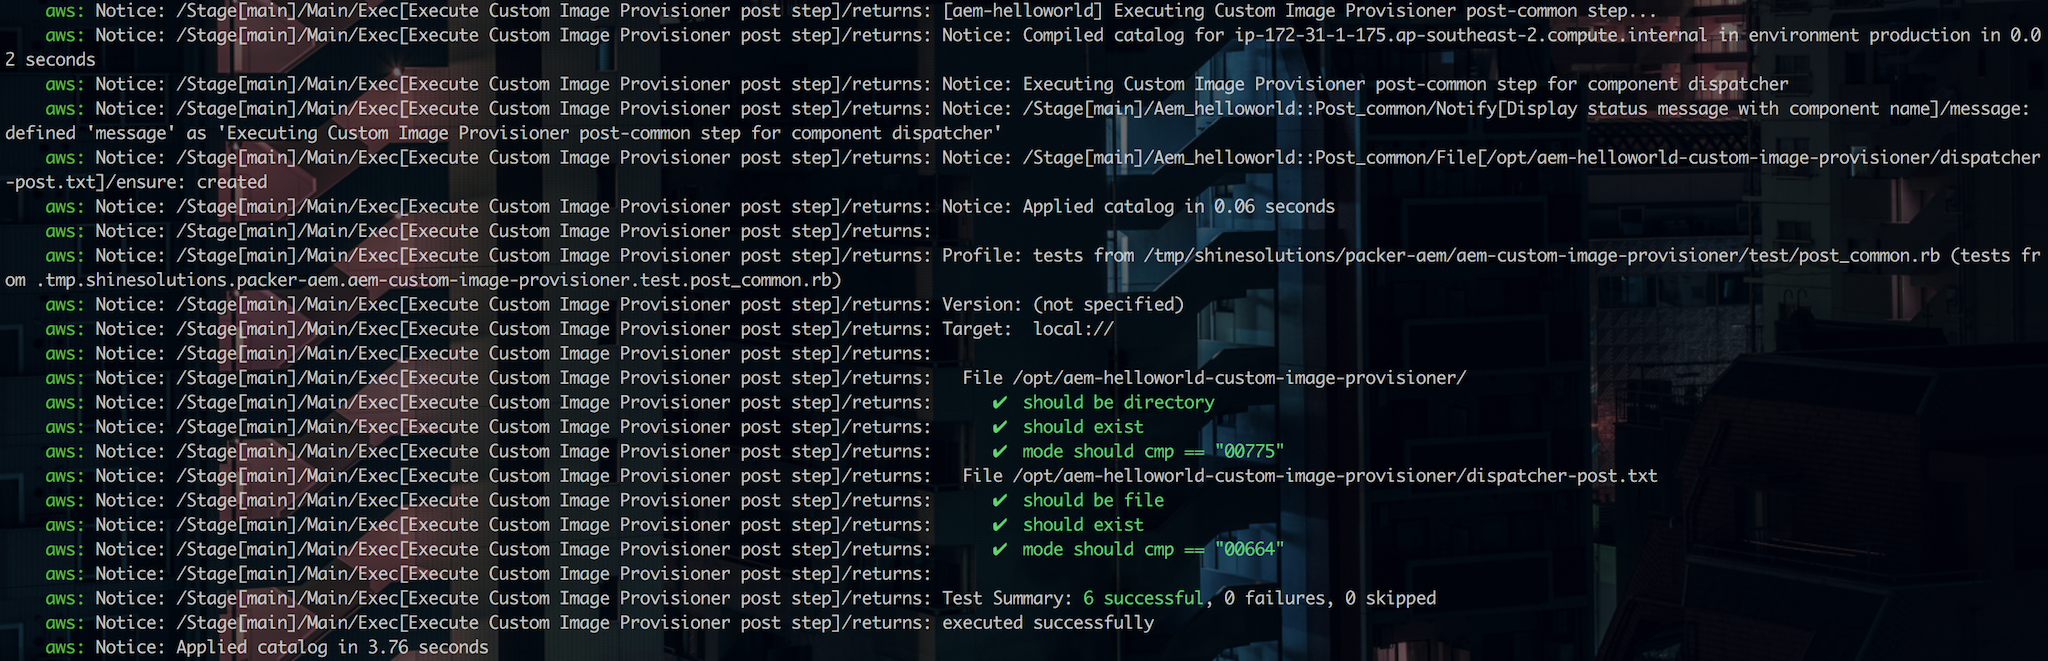 aws: Notice: /Stage[main]/Main/Exec[Execute Custom Image Provisioner post step]/returns: [aem-helloworld] Executing Custom Image Provisioner post-common step...
aws: Notice: /Stage[main]/Main/Exec[Execute Custom Image Provisioner post step]/returns: Notice: Compiled catalog for ip-172-31-1-175.ap-southeast-2.compute.internal in environment production in 0.0
2 seconds
aws: Notice: /Stage[main]/Main/Exec[Execute Custom Image Provisioner post step]/returns: Notice: Executing Custom Image Provisioner post-common step for component dispatcher
aws: Notice: /Stage[main]/Main/Exec[Execute Custom Image Provisioner post step]/returns: Notice: /Stage[main]/Aem_helloworld::Post_common/Notify[Display status message with component name]/message:
defined 'message' as 'Executing Custom Image Provisioner post-common step for component dispatcher'
aws: Notice: /Stage[main]/Main/Exec[Execute Custom Image Provisioner post step]/returns: Notice: /Stage[main]/Aem_helloworld::Post_common/File[/opt/aem-helloworld-custom-image-provisioner/dispatcher
-post.txt]/ensure: created
aws: Notice: /Stage[main]/Main/Exec[Execute Custom Image Provisioner post step]/returns: Notice: Applied catalog in 0.06 seconds
aws: Notice: /Stage[main]/Main/Exec[Execute Custom Image Provisioner post step]/returns:
aws: Notice: /Stage[main]/Main/Exec[Execute Custom Image Provisioner post step]/returns: Profile: tests from /tmp/shinesolutions/packer-aem/aem-custom-image-provisioner/test/post_common.rb (tests fr
om .tmp.shinesolutions.packer-aem.aem-custom-image-provisioner.test.post_common.rb)
aws: Notice: /Stage[main]/Main/Exec[Execute Custom Image Provisioner post step]/returns: Version: (not specified)
aws: Notice: /Stage[main]/Main/Exec[Execute Custom Image Provisioner post step]/returns: Target:  local://
aws: Notice: /Stage[main]/Main/Exec[Execute Custom Image Provisioner post step]/returns:
aws: Notice: /Stage[main]/Main/Exec[Execute Custom Image Provisioner post step]/returns:   File /opt/aem-helloworld-custom-image-provisioner/
aws: Notice: /Stage[main]/Main/Exec[Execute Custom Image Provisioner post step]/returns:      ✔  should be directory
aws: Notice: /Stage[main]/Main/Exec[Execute Custom Image Provisioner post step]/returns:      ✔  should exist
aws: Notice: /Stage[main]/Main/Exec[Execute Custom Image Provisioner post step]/returns:      ✔  mode should cmp == "00775"
aws: Notice: /Stage[main]/Main/Exec[Execute Custom Image Provisioner post step]/returns:   File /opt/aem-helloworld-custom-image-provisioner/dispatcher-post.txt
aws: Notice: /Stage[main]/Main/Exec[Execute Custom Image Provisioner post step]/returns:      ✔  should be file
aws: Notice: /Stage[main]/Main/Exec[Execute Custom Image Provisioner post step]/returns:      ✔  should exist
aws: Notice: /Stage[main]/Main/Exec[Execute Custom Image Provisioner post step]/returns:      ✔  mode should cmp == "00664"
aws: Notice: /Stage[main]/Main/Exec[Execute Custom Image Provisioner post step]/returns:
aws: Notice: /Stage[main]/Main/Exec[Execute Custom Image Provisioner post step]/returns: Test Summary: 6 successful, 0 failures, 0 skipped
aws: Notice: /Stage[main]/Main/Exec[Execute Custom Image Provisioner post step]/returns: executed successfully
aws: Notice: Applied catalog in 3.76 seconds